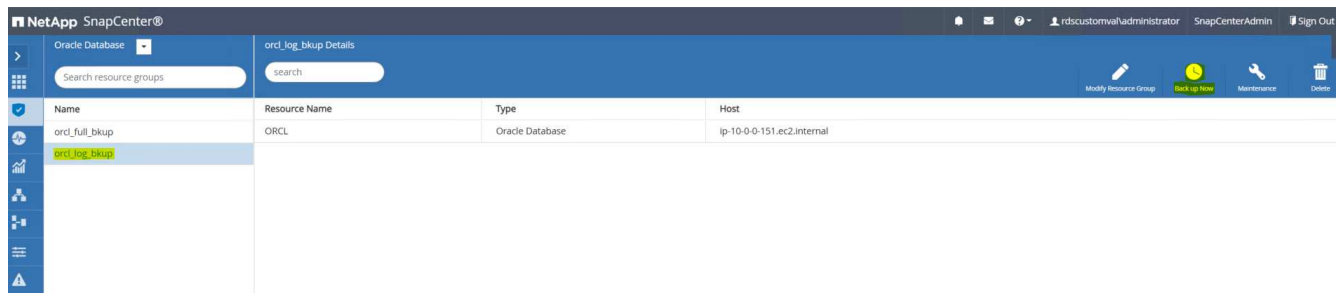 NetApp SnapCenter® rdscustomval\administrator SnapCenterAdmin Sign Out
Oracle Database
Search resource groups
Name
orcl_full_bkup
orcl_log_bkup
orcl_log_bkup Details
search
Modify Resource Group Back up Now Maintenance Delete
Resource Name Type Host
ORCL Oracle Database ip-10-0-0-151.ec2.internal